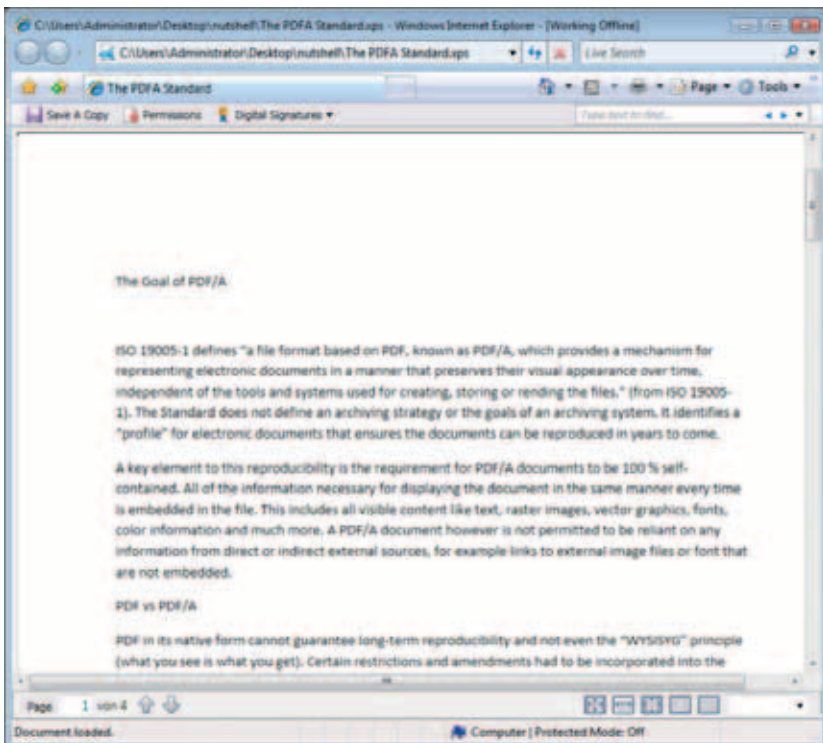 C:\Users\Administrator\Desktop\nutshell\The PDFA Standard.xps - Windows Internet Explorer - [Working Offline]
C:\Users\Administrator\Desktop\nutshell\The PDFA Standard.xps Live Search
The PDFA Standard Page Tools
Save A Copy Permissions Digital Signatures Type text to find...
The Goal of PDF/A
ISO 19005-1 defines "a file format based on PDF, known as PDF/A, which provides a mechanism for
representing electronic documents in a manner that preserves their visual appearance over time,
independent of the tools and systems used for creating, storing or rending the files." (from ISO 19005-
1). The Standard does not define an archiving strategy or the goals of an archiving system. It identifies a
"profile" for electronic documents that ensures the documents can be reproduced in years to come.
A key element to this reproducibility is the requirement for PDF/A documents to be 100 % self-
contained. All of the information necessary for displaying the document in the same manner every time
is embedded in the file. This includes all visible content like text, raster images, vector graphics, fonts,
color information and much more. A PDF/A document however is not permitted to be reliant on any
information from direct or indirect external sources, for example links to external image files or font that
are not embedded.
PDF vs PDF/A
PDF in its native form cannot guarantee long-term reproducibility and not even the "WYSISYG" principle
(what you see is what you get). Certain restrictions and amendments had to be incorporated into the
Page 1 von 4
Document loaded. Computer | Protected Mode: Off